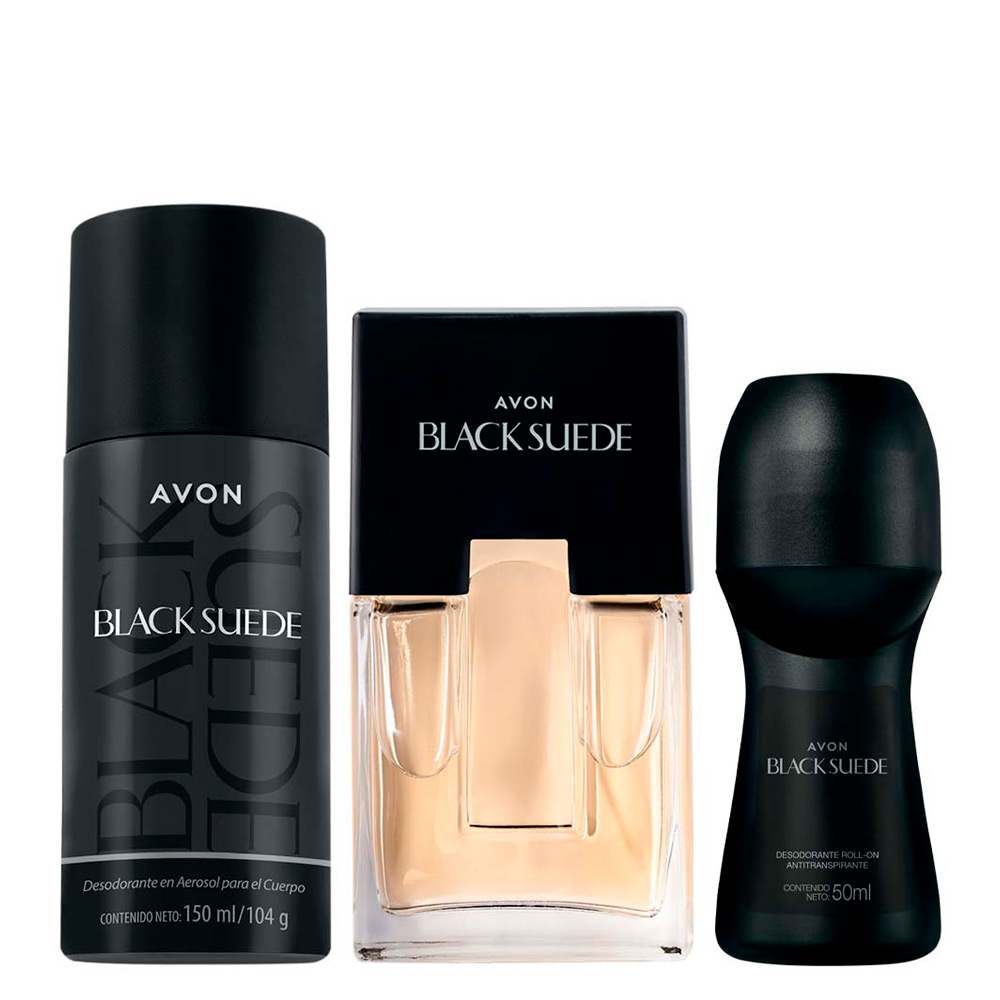 AVON
BLACK SUEDE
BLACK
SUEDE
Desodorante en Aerosol para el Cuerpo
CONTENIDO NETO: 150 ml/104 g
AVON
BLACK SUEDE
AVON
BLACK SUEDE
DESODORANTE ROLL-ON
ANTITRANSPIRANTE
CONTENIDO
NETO: 50ml